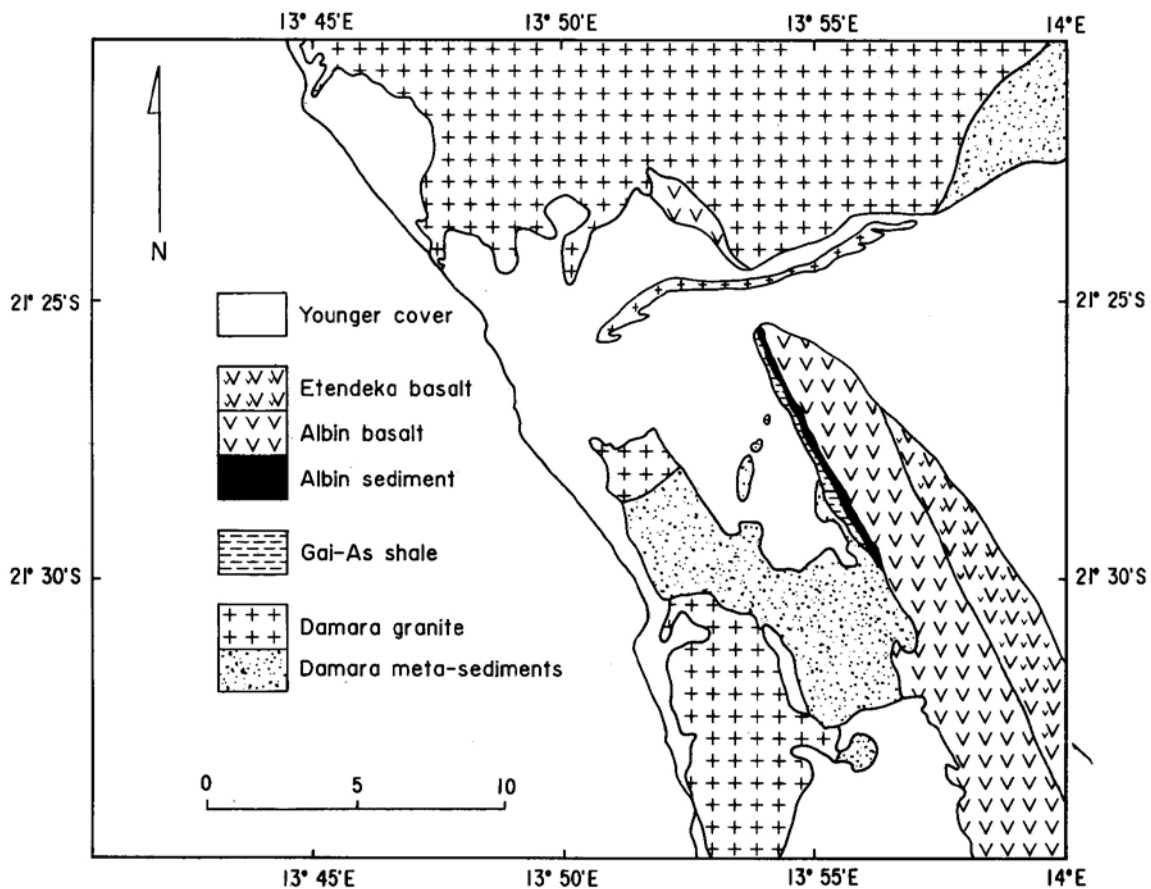 13° 45'E 13° 50'E 13° 55'E 14°E
N
21° 25'S 21° 25'S
Younger cover
Etendeka basalt
Albin basalt
Albin sediment
Gai-As shale
21° 30'S 21° 30'S
Damara granite
Damara meta-sediments
0 5 10
13° 45'E 13° 50'E 13° 55'E 14°E